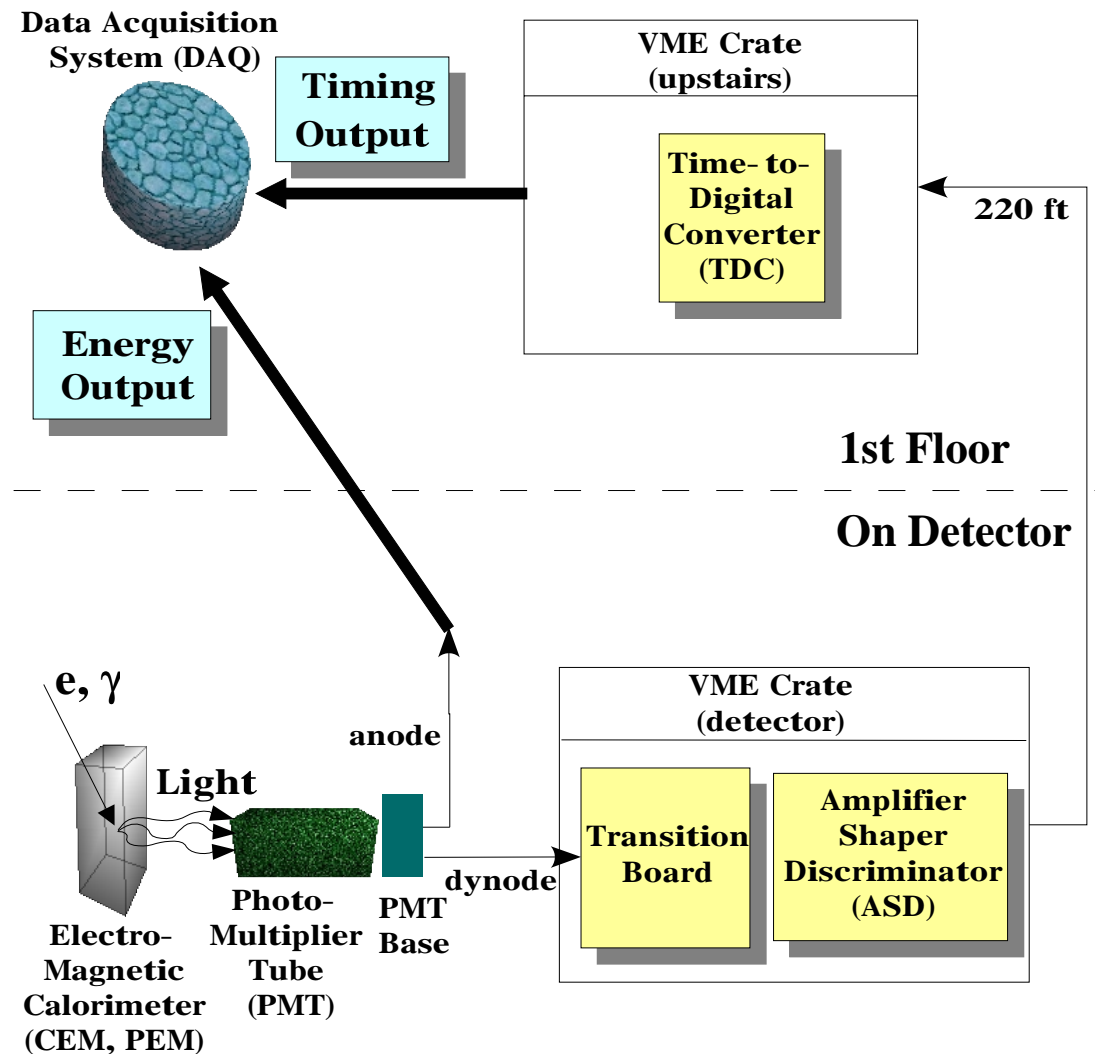 Data Acquisition
System (DAQ)
Timing
Output
VME Crate
(upstairs)
Time- to-
Digital
Converter
(TDC)
220 ft
Energy
Output
1st Floor
On Detector
e, γ
Light
anode
dynode
VME Crate
(detector)
Transition
Board
Amplifier
Shaper
Discriminator
(ASD)
Electro-
Magnetic
Calorimeter
(CEM, PEM)
Photo-
Multiplier
Tube
(PMT)
PMT
Base